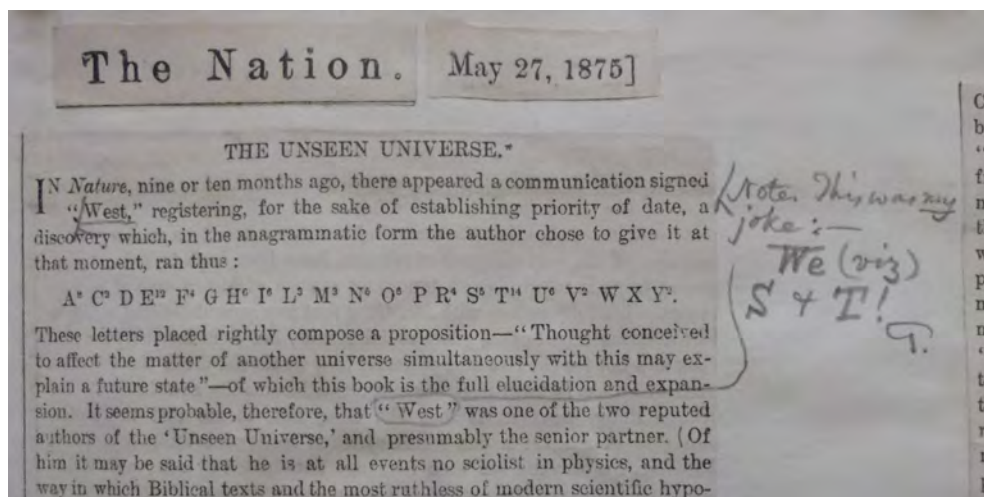 The Nation. May 27, 1875]
THE UNSEEN UNIVERSE.*
IN Nature, nine or ten months ago, there appeared a communication signed
"West," registering, for the sake of establishing priority of date, a
discovery which, in the anagrammatic form the author chose to give it at
that moment, ran thus :
A⁸ C³ D E¹² F⁴ G H⁶ I⁶ L³ M³ N⁵ O⁶ P R⁴ S⁵ T¹⁴ U⁶ V² W X Y².
These letters placed rightly compose a proposition—"Thought conceived
to affect the matter of another universe simultaneously with this may ex-
plain a future state"—of which this book is the full elucidation and expan-
sion. It seems probable, therefore, that "West" was one of the two reputed
authors of the 'Unseen Universe,' and presumably the senior partner. (Of
him it may be said that he is at all events no sciolist in physics, and the
way in which Biblical texts and the most ruthless of modern scientific hypo-
Note. This was my
joke :—
We (viz)
S & T!
T.